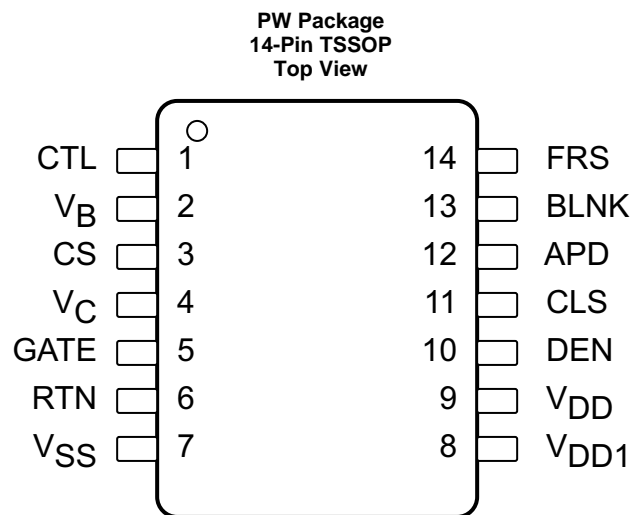 PW Package
14-Pin TSSOP
Top View
CTL 1 14 FRS
VB 2 13 BLNK
CS 3 12 APD
VC 4 11 CLS
GATE 5 10 DEN
RTN 6 9 VDD
VSS 7 8 VDD1